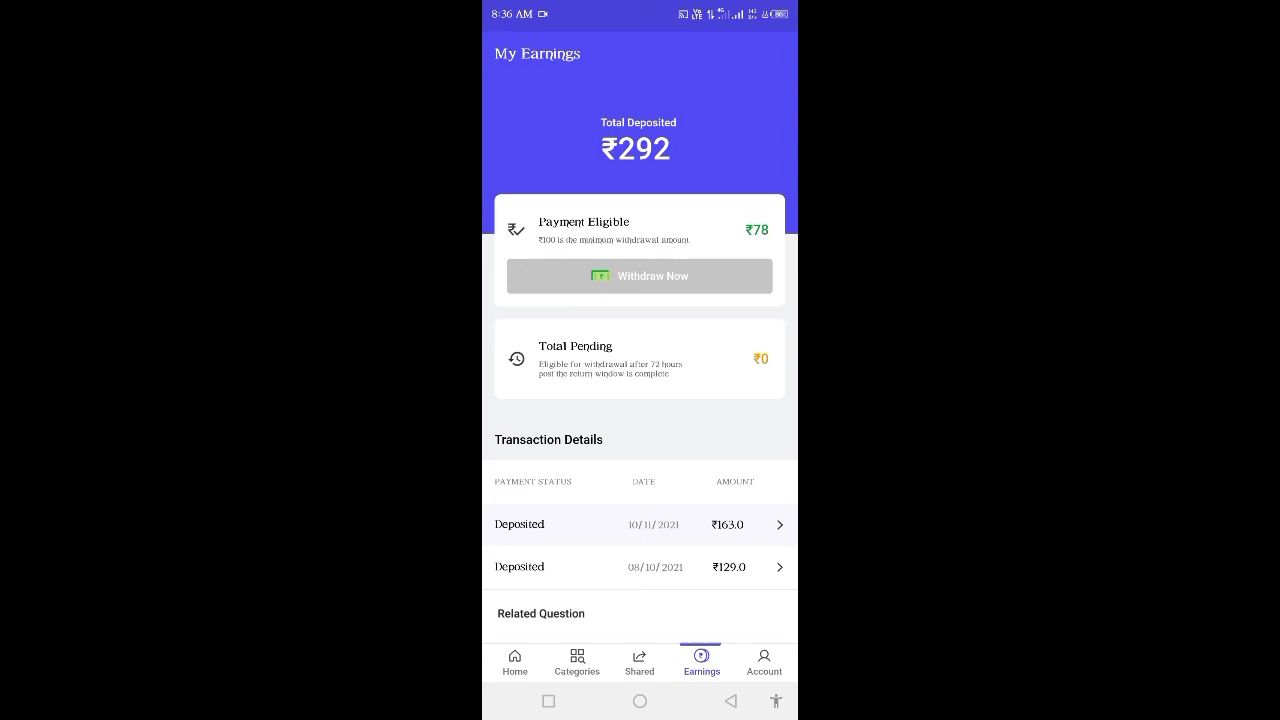 8:36 AM
My Earnings
Total Deposited
₹292
Payment Eligible
₹78
₹100 is the minimum withdrawal amount.
Withdraw Now
Total Pending
₹0
Eligible for withdrawal after 72 hours
post the return window is complete
Transaction Details
PAYMENT STATUS DATE AMOUNT
Deposited 10/11/2021 ₹163.0
Deposited 08/10/2021 ₹129.0
Related Question
Home Categories Shared Earnings Account